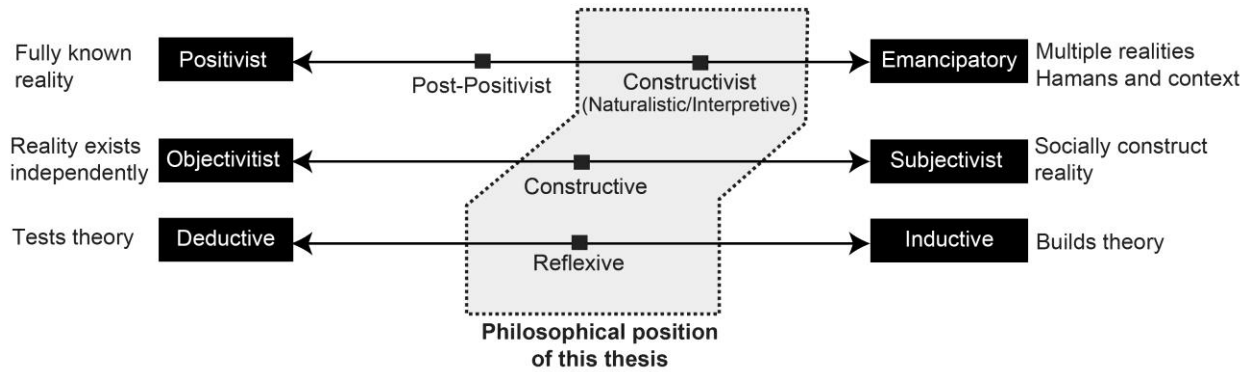 Fully known
reality
Positivist
Post-Positivist
Constructivist
(Naturalistic/Interpretive)
Emancipatory
Multiple realities
Hamans and context
Reality exists
independently
Objectivitist
Constructive
Subjectivist
Socially construct
reality
Tests theory
Deductive
Reflexive
Inductive
Builds theory
Philosophical position
of this thesis